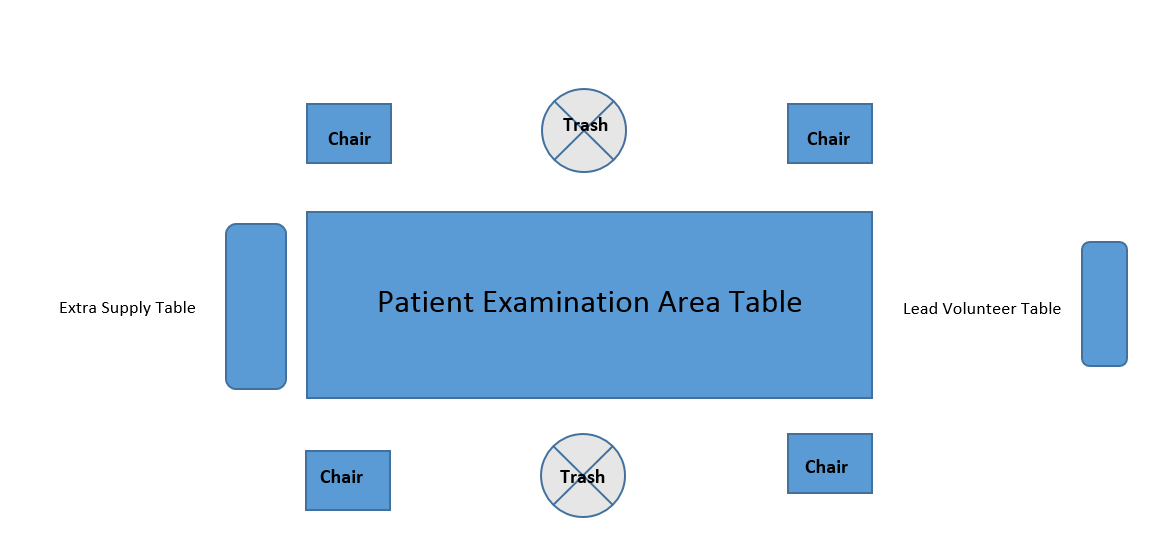 Chair
Trash
Chair
Patient Examination Area Table
Extra Supply Table
Lead Volunteer Table
Chair
Trash
Chair